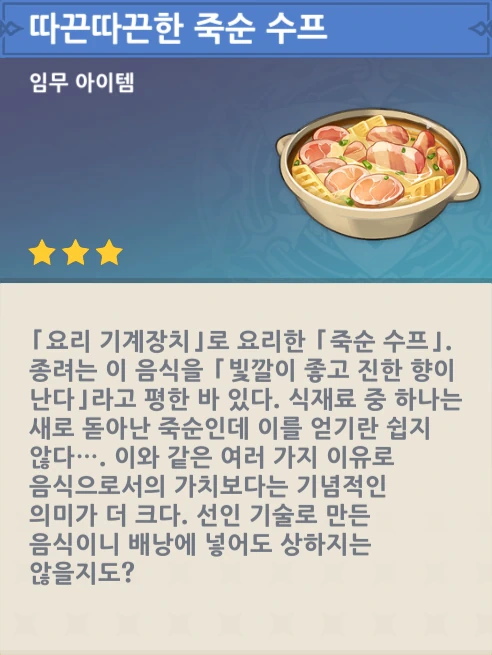 따끈따끈한 죽순 수프
임무 아이템
「요리 기계장치」로 요리한 「죽순 수프」.
종려는 이 음식을 「빛깔이 좋고 진한 향이
난다」라고 평한 바 있다. 식재료 중 하나는
새로 돋아난 죽순인데 이를 얻기란 쉽지
않다…. 이와 같은 여러 가지 이유로
음식으로서의 가치보다는 기념적인
의미가 더 크다. 선인 기술로 만든
음식이니 배낭에 넣어도 상하지는
않을지도?